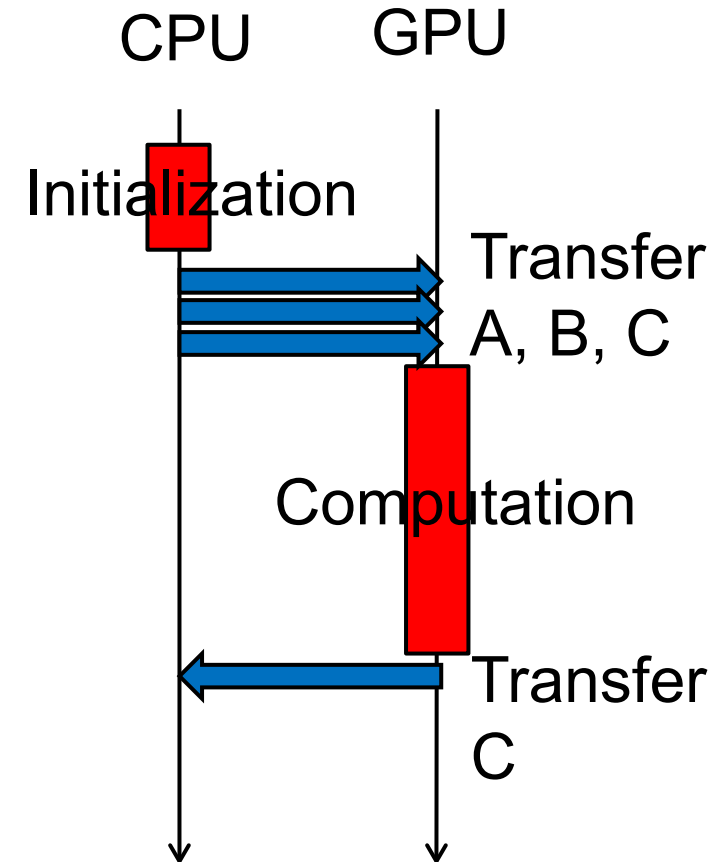 CPU
GPU
Initialization
Transfer
A, B, C
Computation
Transfer
C